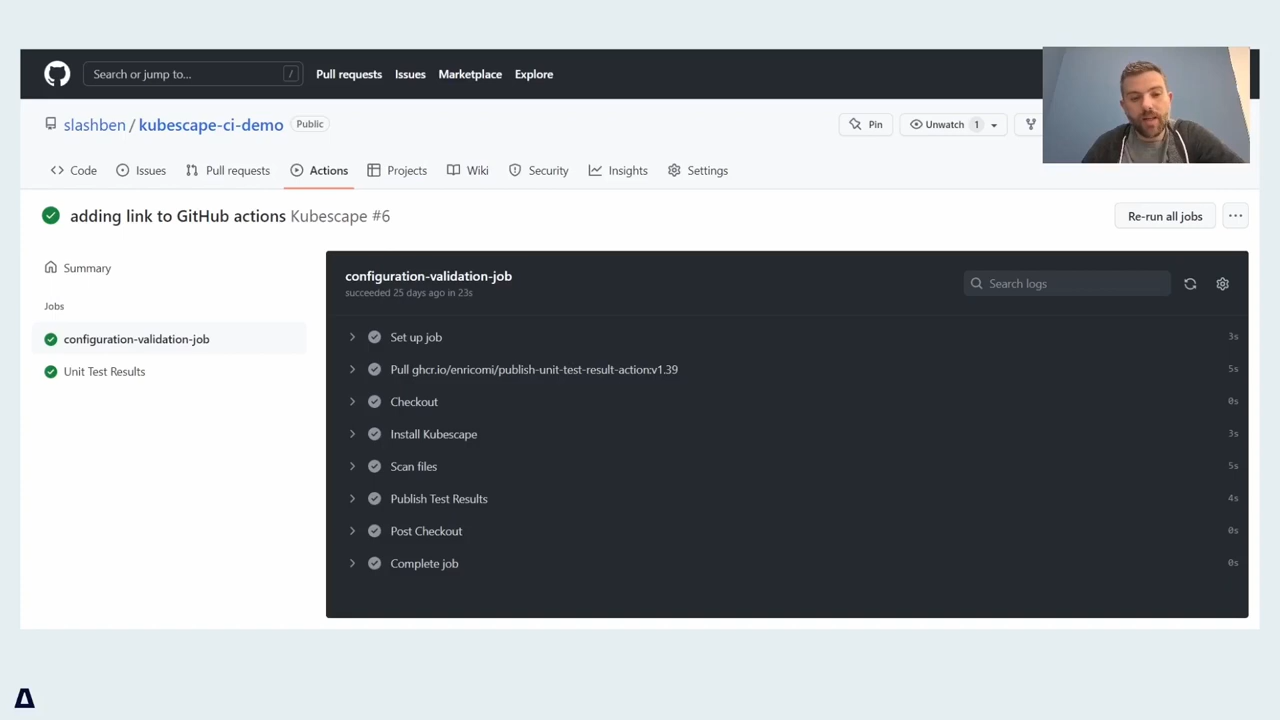 Search or jump to... /
Pull requests Issues Marketplace Explore
slashben / kubescape-ci-demo Public
Pin Unwatch 1
Code Issues Pull requests Actions Projects Wiki Security Insights Settings
adding link to GitHub actions Kubescape #6
Re-run all jobs ...
Summary
Jobs
configuration-validation-job
Unit Test Results
configuration-validation-job
succeeded 25 days ago in 23s
Search logs
Set up job 3s
Pull ghcr.io/enricomi/publish-unit-test-result-action:v1.39 5s
Checkout 0s
Install Kubescape 3s
Scan files 5s
Publish Test Results 4s
Post Checkout 0s
Complete job 0s